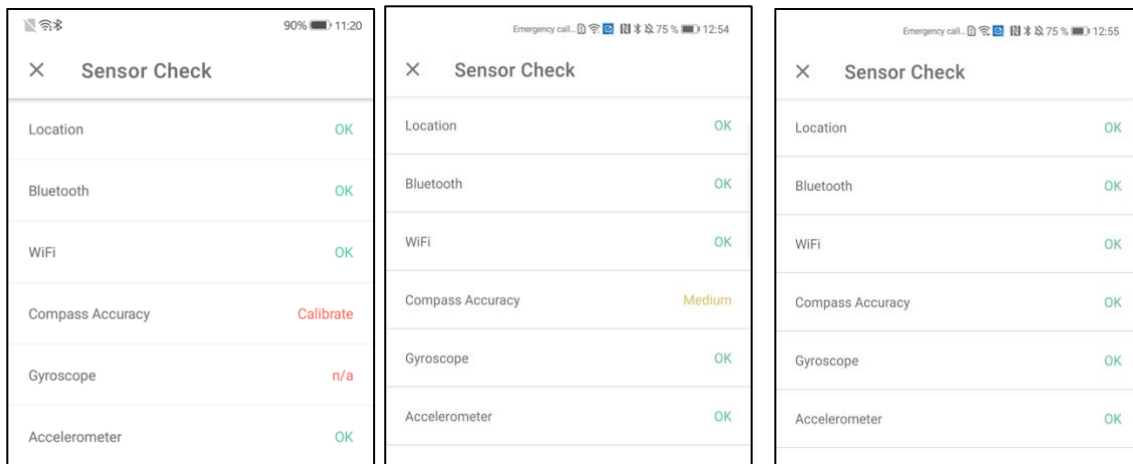 90% 11:20
Sensor Check
Location OK
Bluetooth OK
WiFi OK
Compass Accuracy Calibrate
Gyroscope n/a
Accelerometer OK
Emergency call... 75 % 12:54
Sensor Check
Location OK
Bluetooth OK
WiFi OK
Compass Accuracy Medium
Gyroscope OK
Accelerometer OK
Emergency call... 75 % 12:55
Sensor Check
Location OK
Bluetooth OK
WiFi OK
Compass Accuracy OK
Gyroscope OK
Accelerometer OK